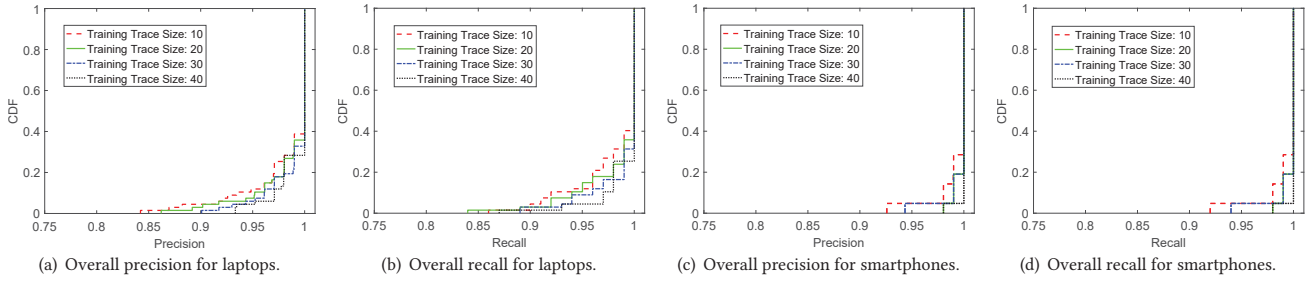 1
0.8
0.6
0.4
0.2
0
CDF
Training Trace Size: 10
Training Trace Size: 20
Training Trace Size: 30
Training Trace Size: 40
0.75 0.8 0.85 0.9 0.95 1
Precision
(a) Overall precision for laptops.
1
0.8
0.6
0.4
0.2
0
CDF
Training Trace Size: 10
Training Trace Size: 20
Training Trace Size: 30
Training Trace Size: 40
0.75 0.8 0.85 0.9 0.95 1
Recall
(b) Overall recall for laptops.
1
0.8
0.6
0.4
0.2
0
CDF
Training Trace Size: 10
Training Trace Size: 20
Training Trace Size: 30
Training Trace Size: 40
0.75 0.8 0.85 0.9 0.95 1
Precision
(c) Overall precision for smartphones.
1
0.8
0.6
0.4
0.2
0
CDF
Training Trace Size: 10
Training Trace Size: 20
Training Trace Size: 30
Training Trace Size: 40
0.75 0.8 0.85 0.9 0.95 1
Recall
(d) Overall recall for smartphones.